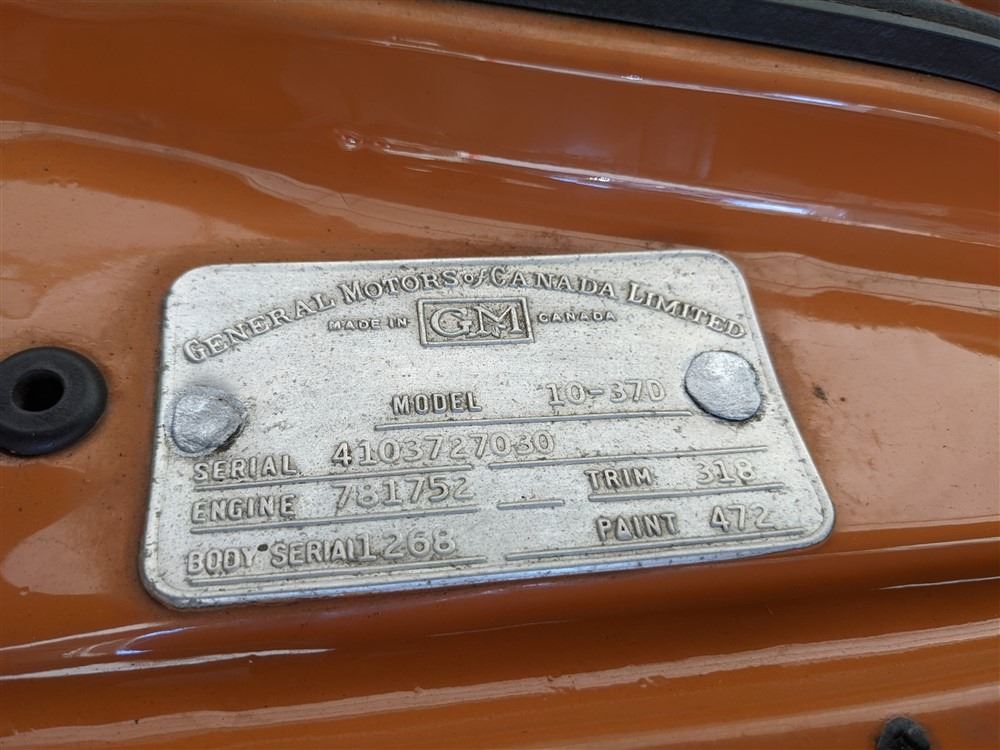 GENERAL MOTORS of CANADA LIMITED
MADE IN GM CANADA
MODEL 10-37D
SERIAL 4103727030
ENGINE 781752 TRIM 318
BODY SERIAL 1268 PAINT 472